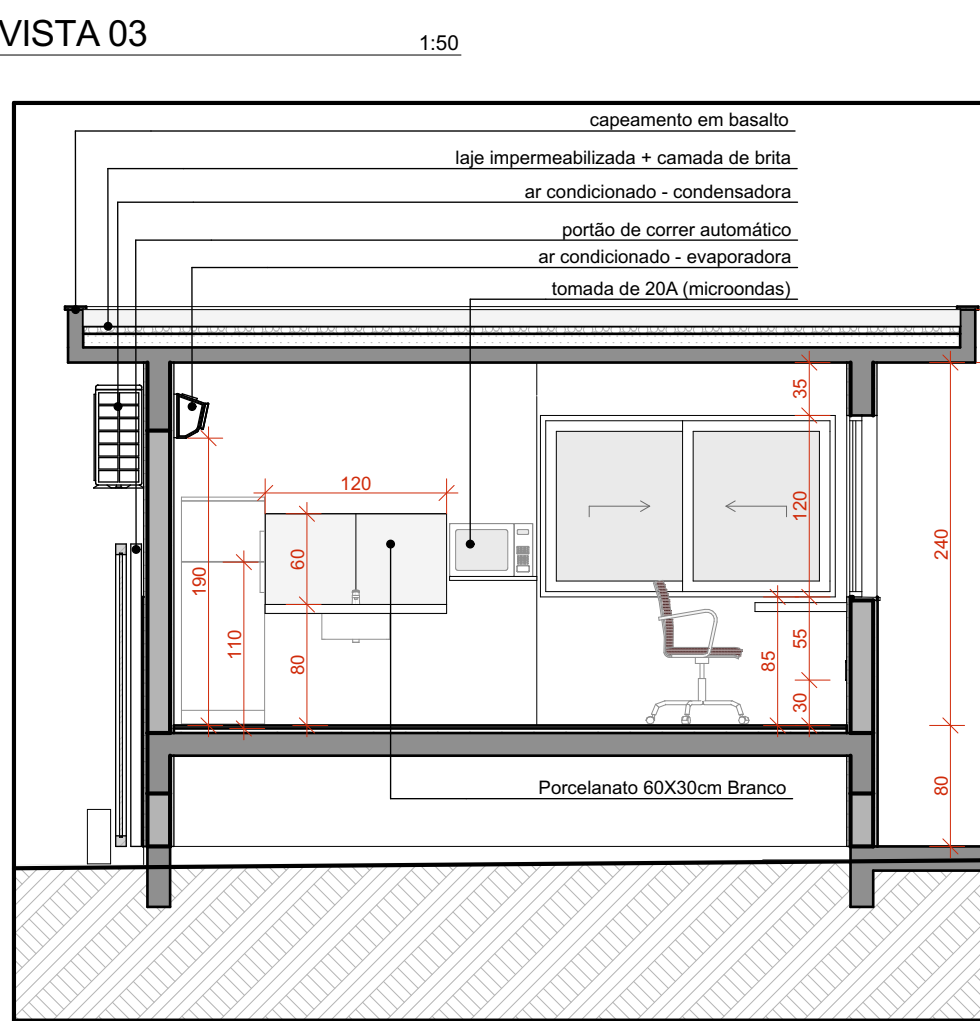 VISTA 03
1:50
capeamento em basalto
laje impermeabilizada + camada de brita
ar condicionado - condensadora
portão de correr automático
ar condicionado - evaporadora
tomada de 20A (microondas)
35
120
120
60
240
190
110
80
85
55
30
80
Porcelanato 60X30cm Branco